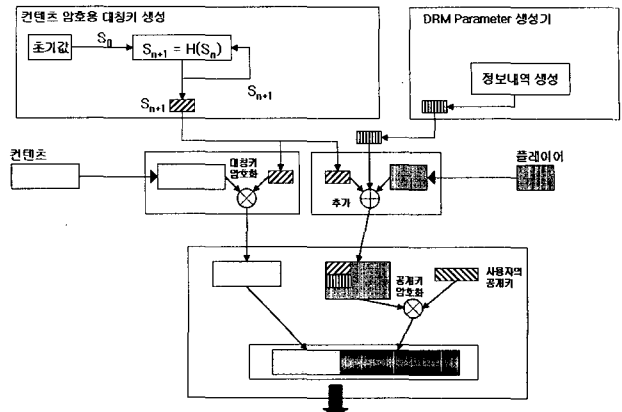 컨텐츠 암호용 대칭키 생성
초기값
Sn
Sn+1 = H(Sn)
Sn+1
Sn+1
DRM Parameter 생성기
정보내역 생성
컨텐츠
대칭키
암호화
추가
플레이어
공개키
암호화
사용자의
공개키